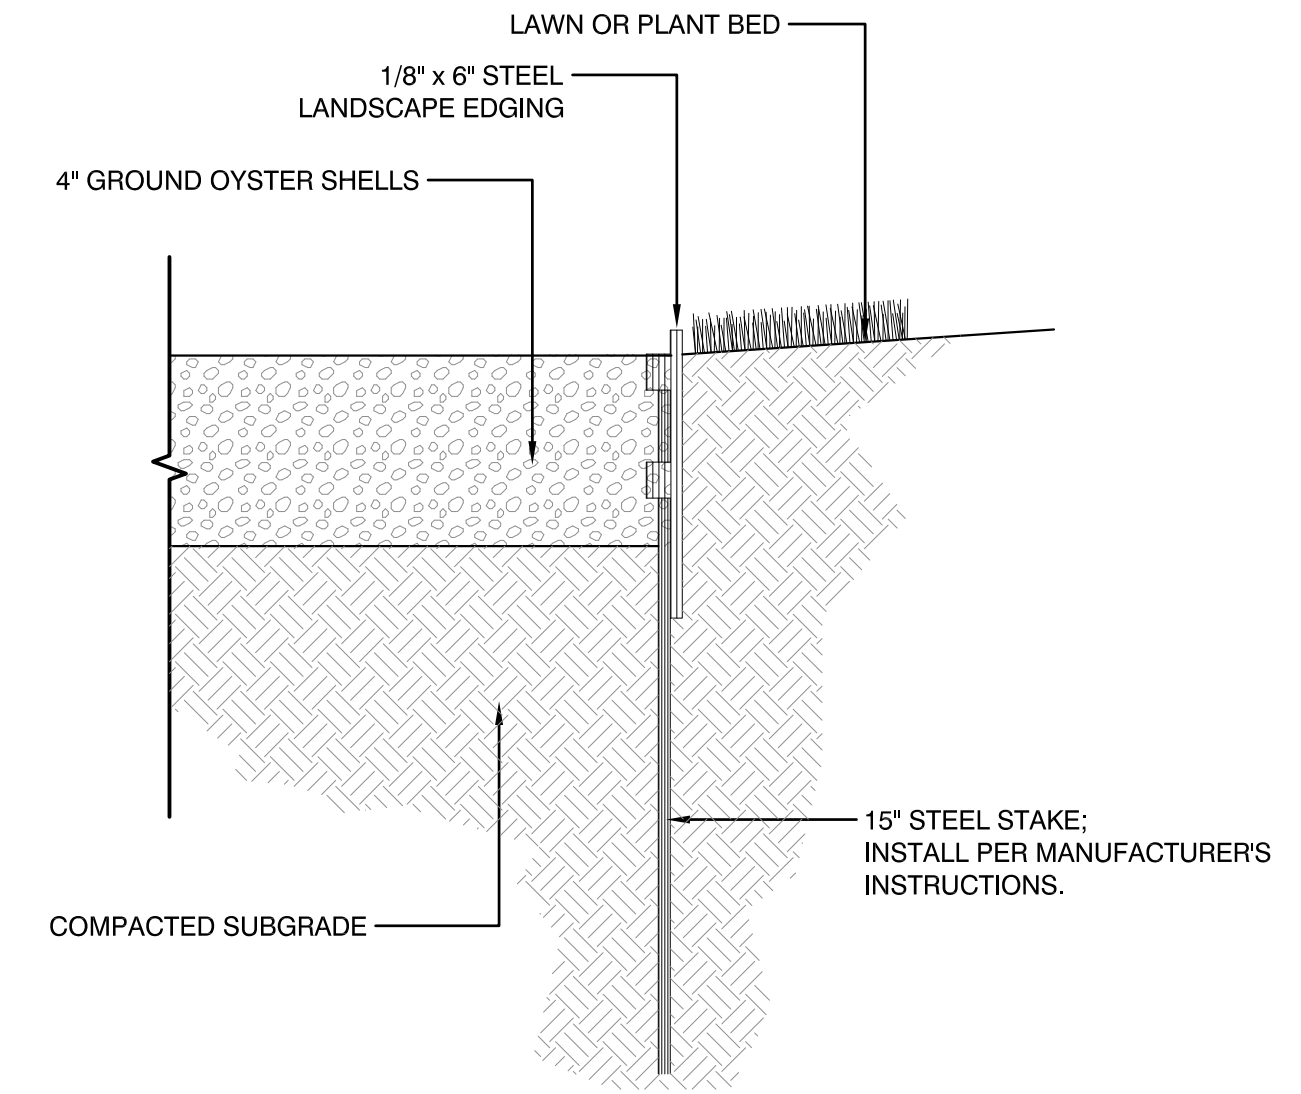 LAWN OR PLANT BED
1/8" x 6" STEEL
LANDSCAPE EDGING
4" GROUND OYSTER SHELLS
15" STEEL STAKE;
INSTALL PER MANUFACTURER'S
INSTRUCTIONS.
COMPACTED SUBGRADE